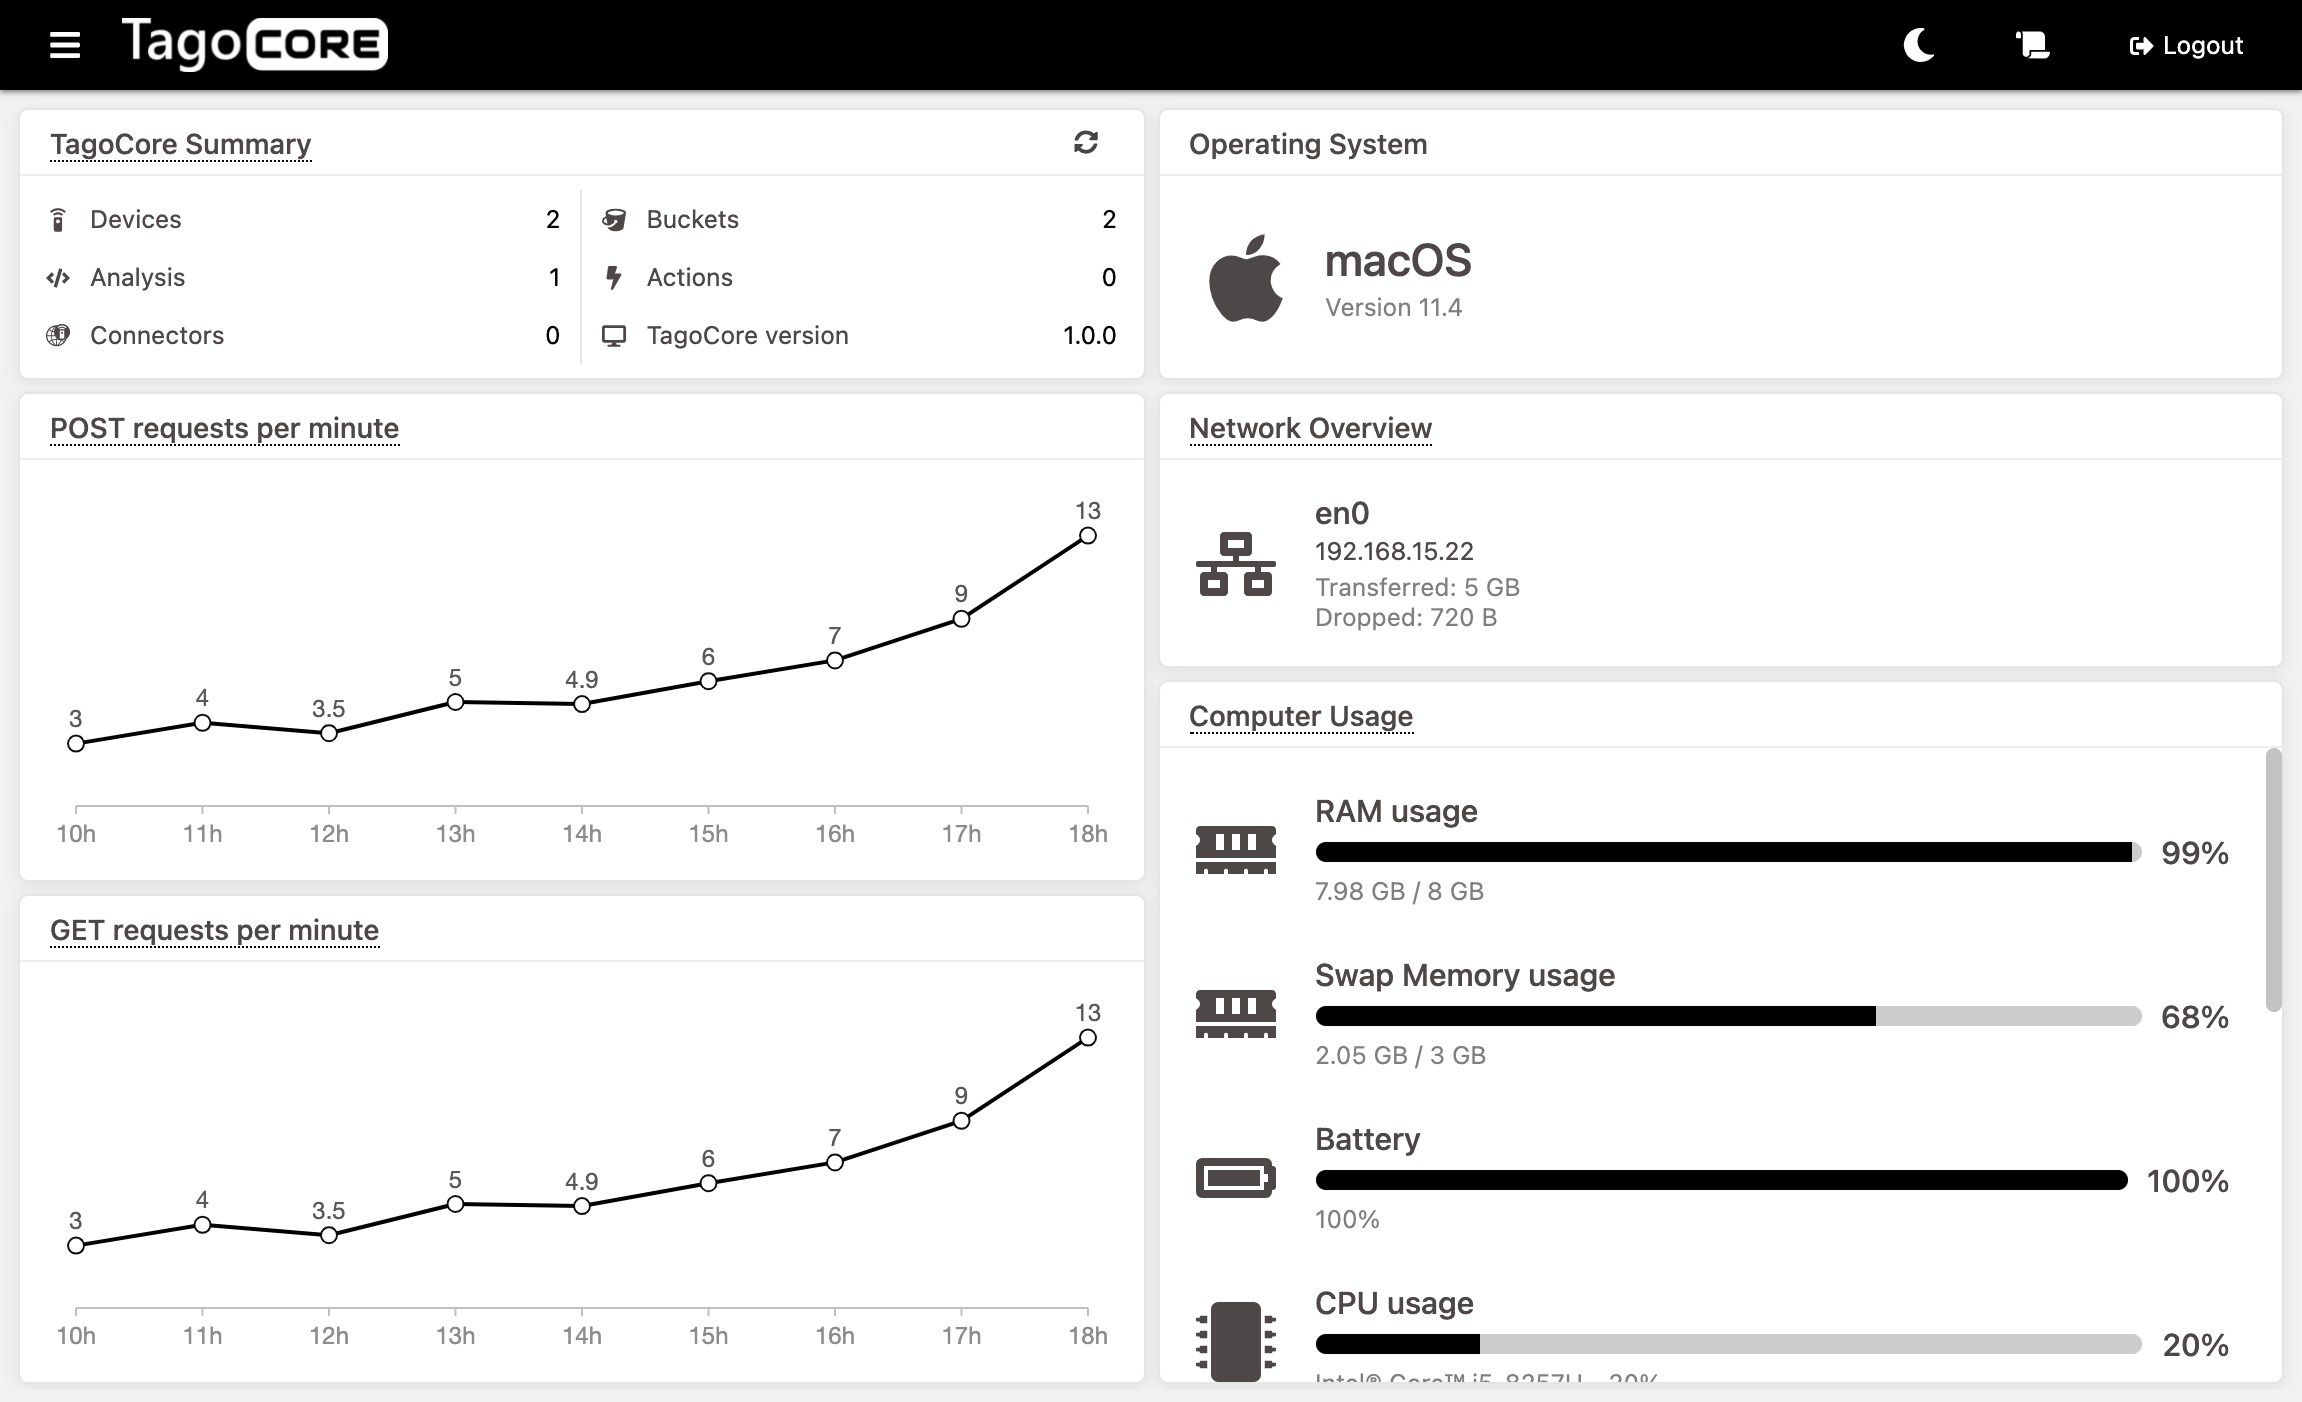 TagoCORE
Logout
TagoCore Summary
Devices 2
Analysis 1
Connectors 0
Buckets 2
Actions 0
TagoCore version 1.0.0
Operating System
macOS
Version 11.4
POST requests per minute
3 4 3.5 5 4.9 6 7 9 13
10h 11h 12h 13h 14h 15h 16h 17h 18h
GET requests per minute
3 4 3.5 5 4.9 6 7 9 13
10h 11h 12h 13h 14h 15h 16h 17h 18h
Network Overview
en0
192.168.15.22
Transferred: 5 GB
Dropped: 720 B
Computer Usage
RAM usage
99%
7.98 GB / 8 GB
Swap Memory usage
68%
2.05 GB / 3 GB
Battery
100%
100%
CPU usage
20%
Intel® Core™ i5-8257U
20%